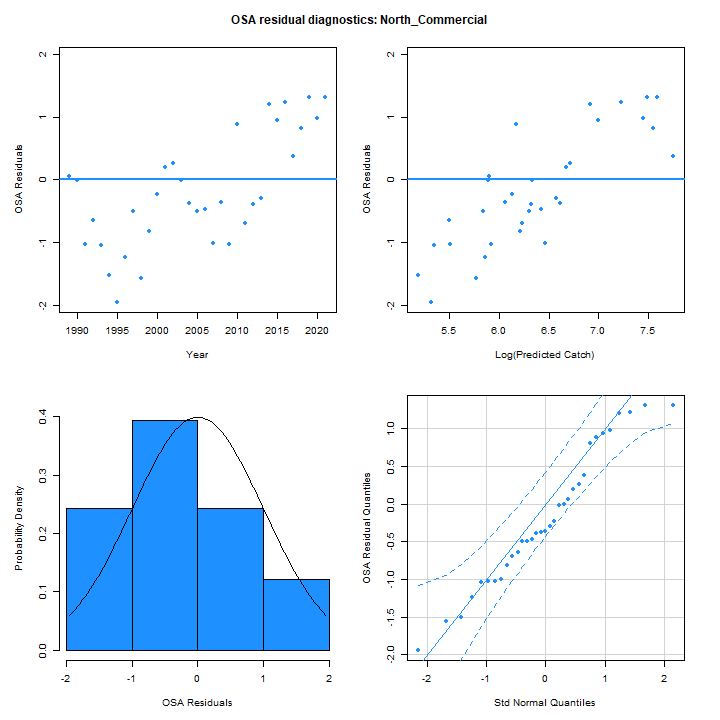 OSA residual diagnostics: North_Commercial
OSA Residuals
2
1
0
-1
-2
1990 1995 2000 2005 2010 2015 2020
Year
OSA Residuals
2
1
0
-1
-2
5.5 6.0 6.5 7.0 7.5
Log(Predicted Catch)
Probability Density
0.4
0.3
0.2
0.1
0.0
-2 -1 0 1 2
OSA Residuals
OSA Residual Quantiles
1.0
0.5
0.0
-0.5
-1.0
-1.5
-2.0
-2 -1 0 1 2
Std Normal Quantiles